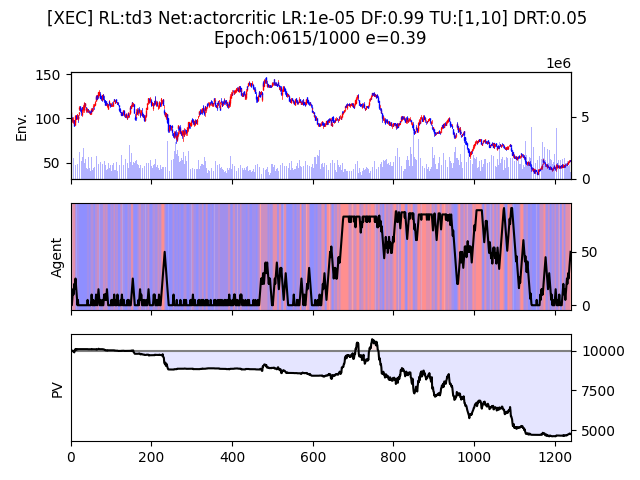 [XEC] RL:td3 Net:actorcritic LR:1e-05 DF:0.99 TU:[1,10] DRT:0.05
Epoch:0615/1000 e=0.39
1e6
150
100
50
Env.
5
0
Agent
50
0
PV
10000
7500
5000
0 200 400 600 800 1000 1200